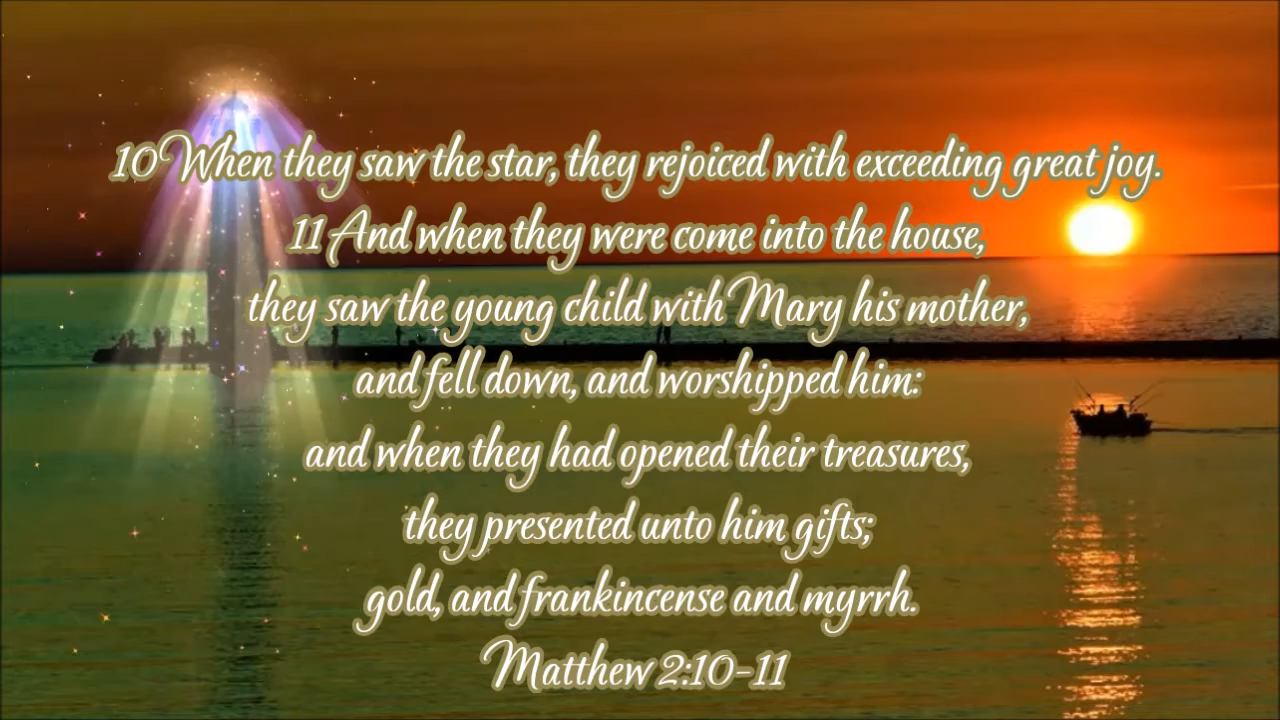 10 When they saw the star, they rejoiced with exceeding great joy.
11 And when they were come into the house,
they saw the young child with Mary his mother,
and fell down, and worshipped him:
and when they had opened their treasures,
they presented unto him gifts;
gold, and frankincense and myrrh.
Matthew 2:10-11